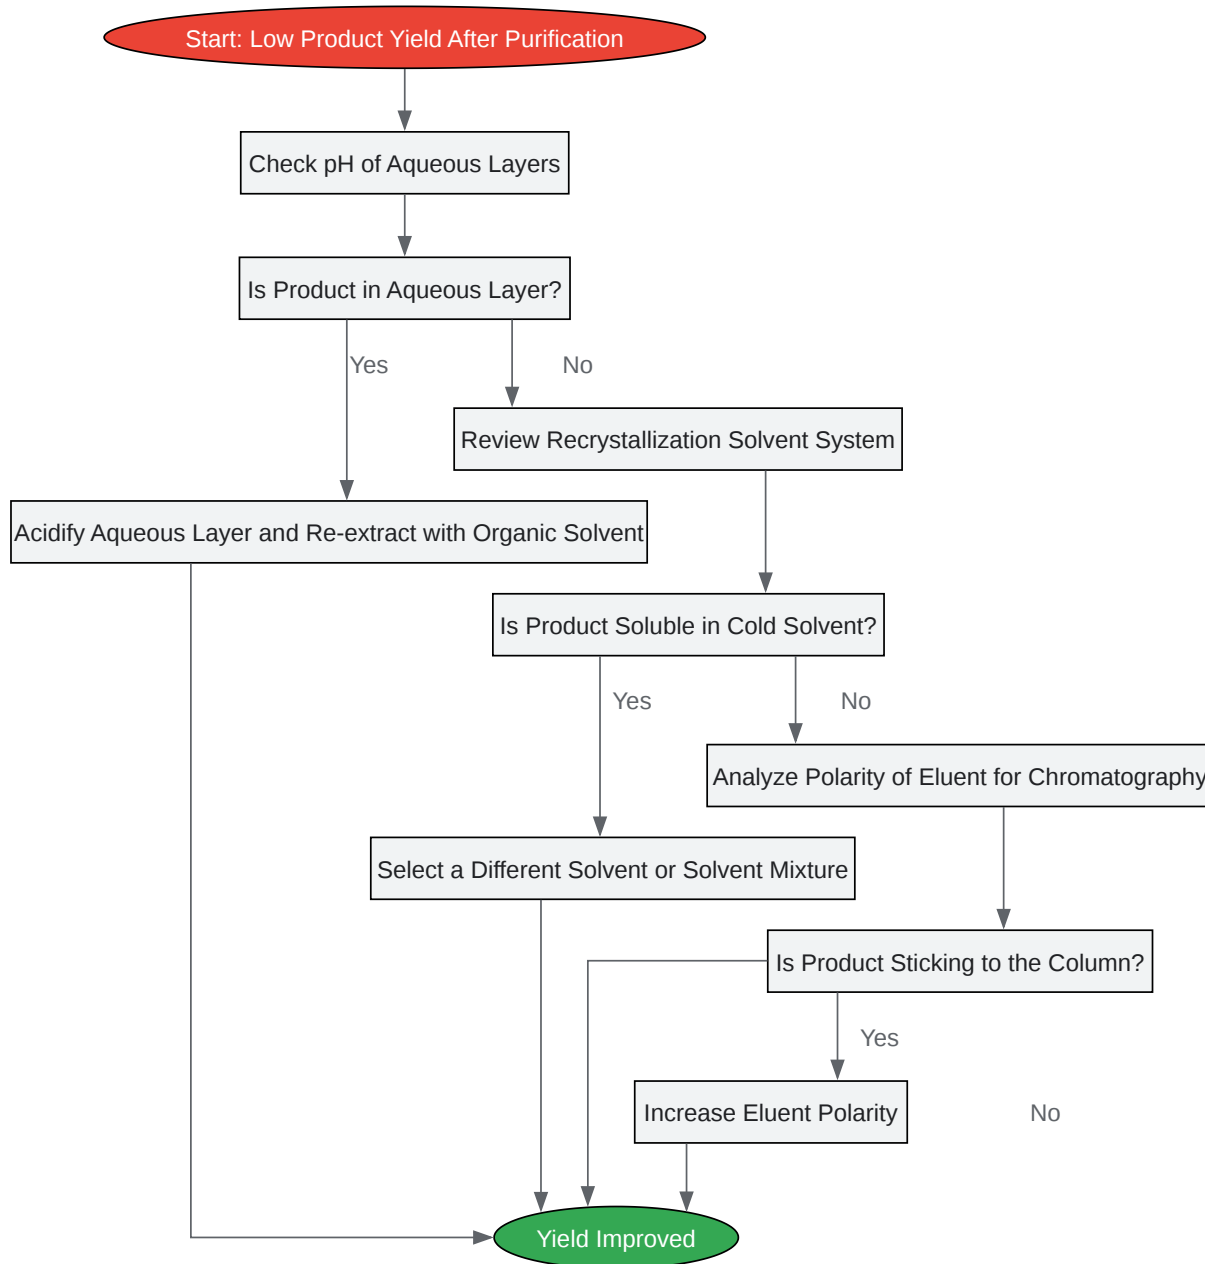 Start: Low Product Yield After Purification
Check pH of Aqueous Layers
Is Product in Aqueous Layer?
Yes
No
Review Recrystallization Solvent System
Acidify Aqueous Layer and Re-extract with Organic Solvent
Is Product Soluble in Cold Solvent?
Yes
No
Analyze Polarity of Eluent for Chromatography
Select a Different Solvent or Solvent Mixture
Is Product Sticking to the Column?
Yes
Increase Eluent Polarity
No
Yield Improved